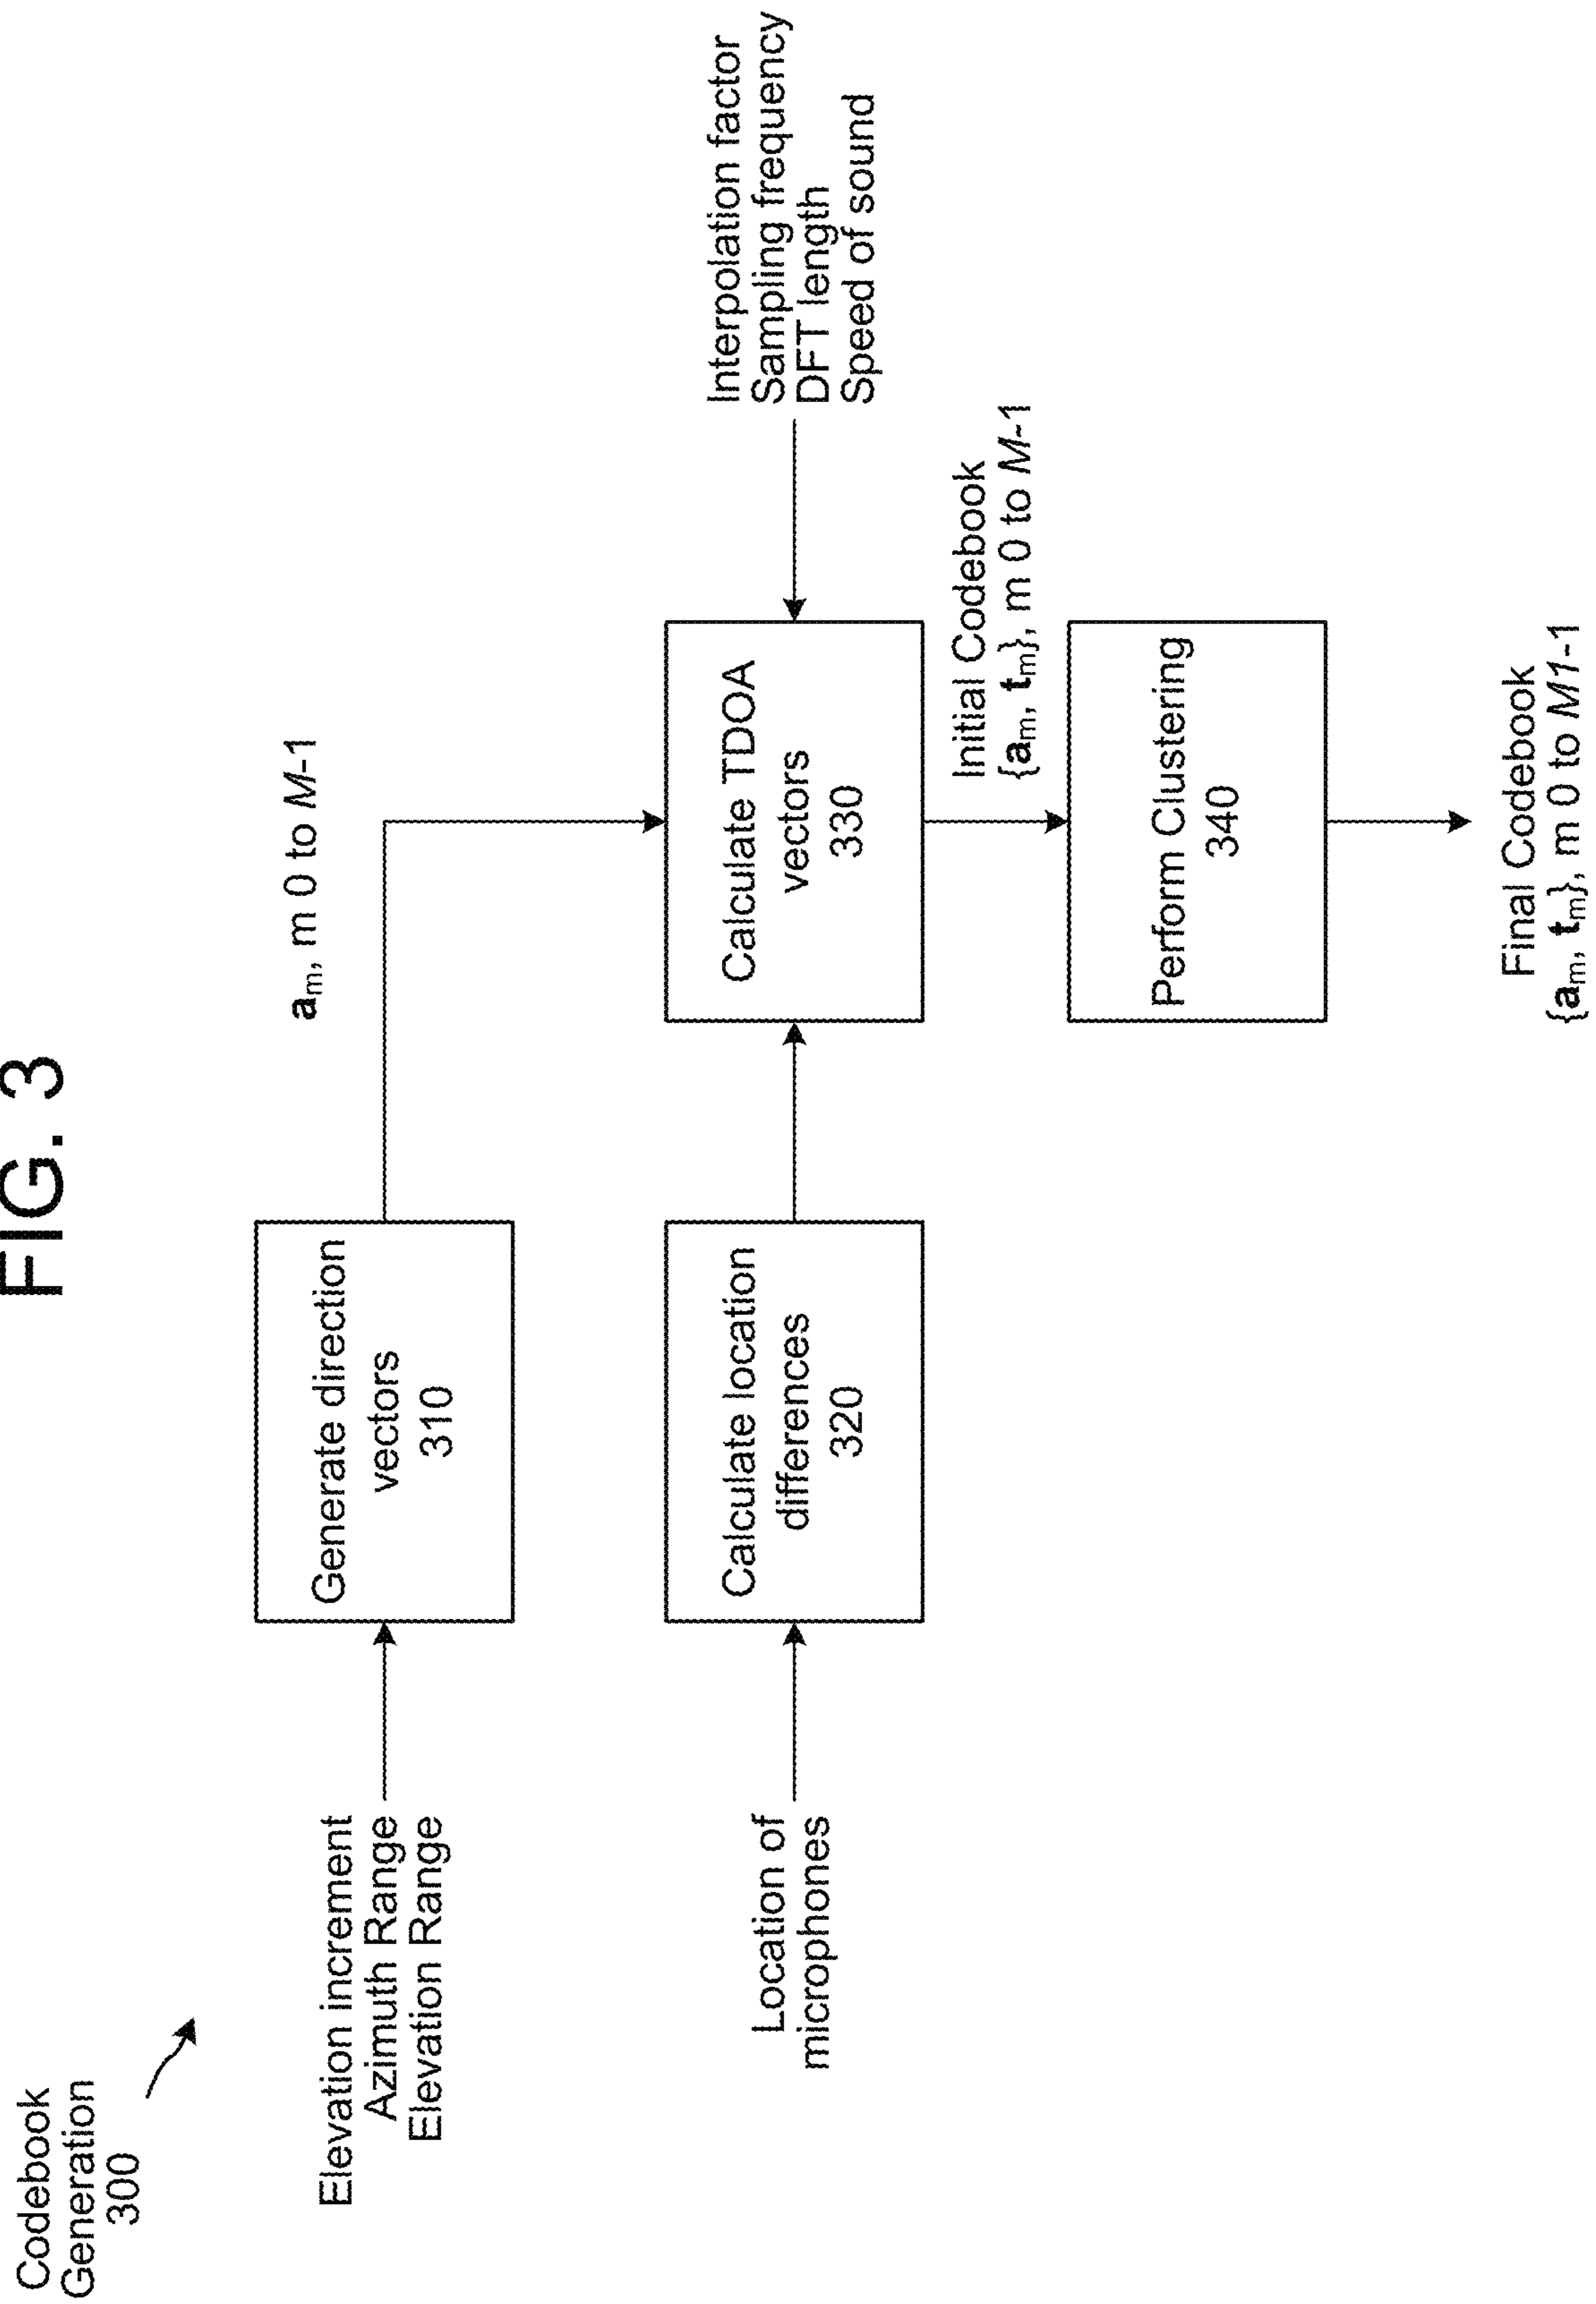 FIG. 3
Codebook
Generation
300
Elevation increment
Azimuth Range
Elevation Range
Generate direction
vectors
310
am, m 0 to M-1
Location of
microphones
Calculate location
differences
320
Calculate TDOA
vectors
330
Interpolation factor
Sampling frequency
DFT length
Speed of sound
Initial Codebook
{am, tm}, m 0 to M-1
Perform Clustering
340
Final Codebook
{am, tm}, m 0 to M1-1